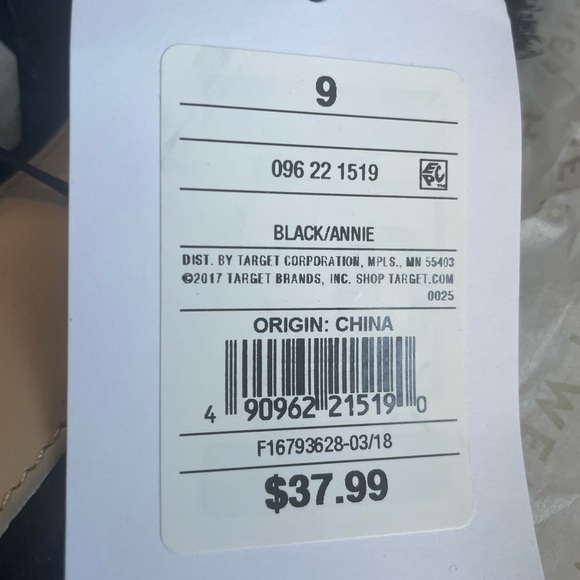 9
096 22 1519
BLACK/ANNIE
DIST. BY TARGET CORPORATION, MPLS., MN 55403
©2017 TARGET BRANDS, INC. SHOP TARGET.COM
0025
ORIGIN: CHINA
4 90962 21519 0
F16793628-03/18
$37.99